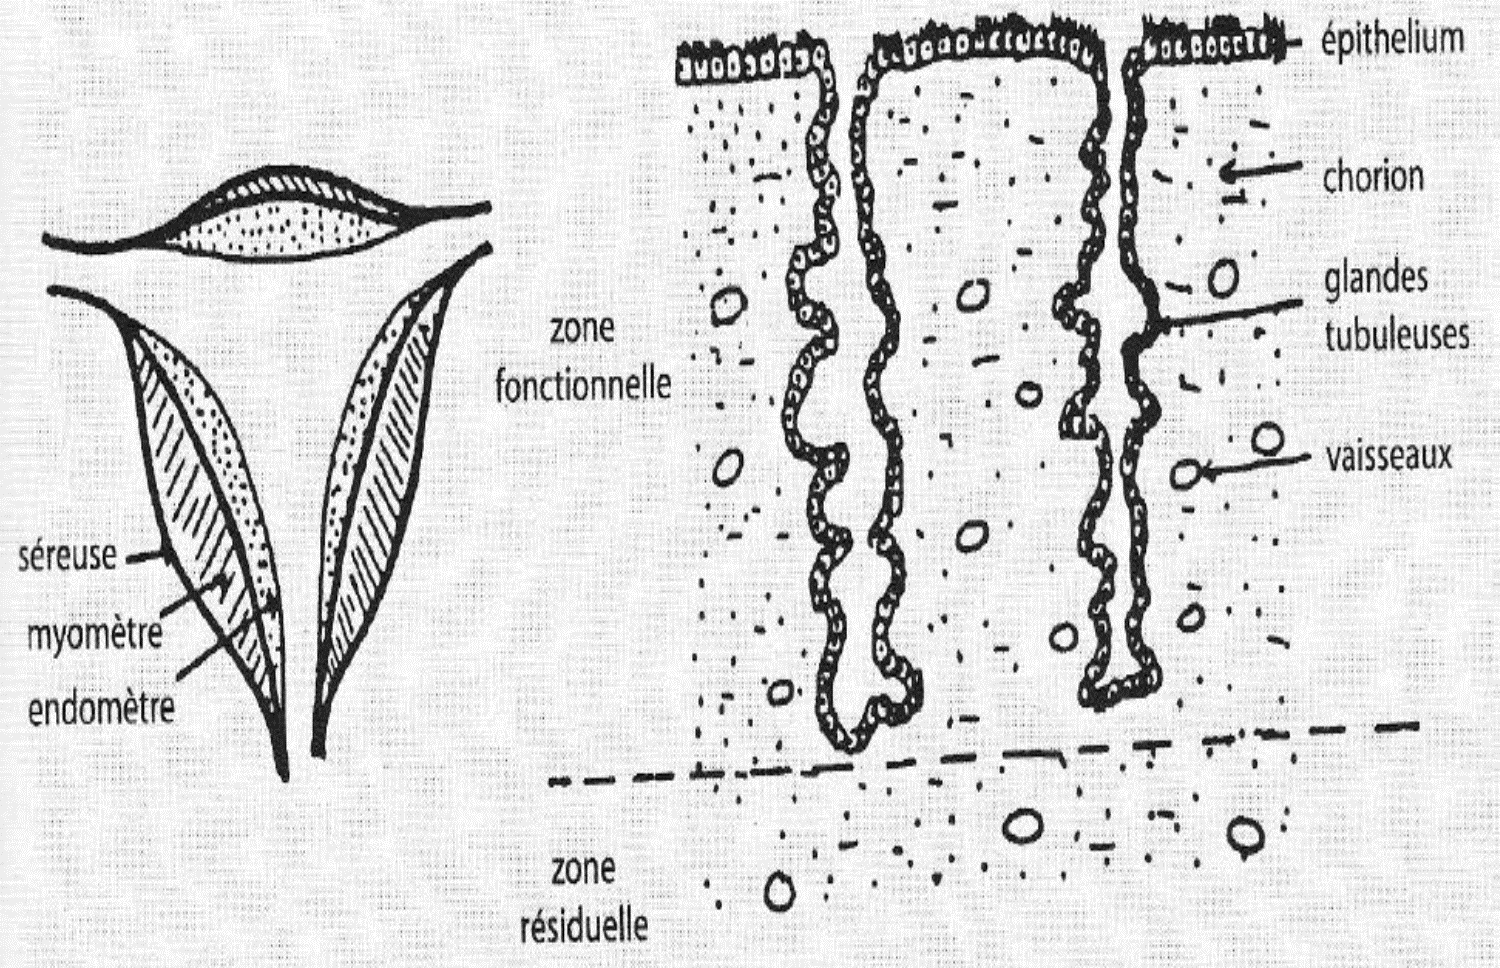 séreuse
myomètre
endomètre
zone
fonctionnelle
zone
résiduelle
épithelium
chorion
glandes
tubuleuses
vaisseaux